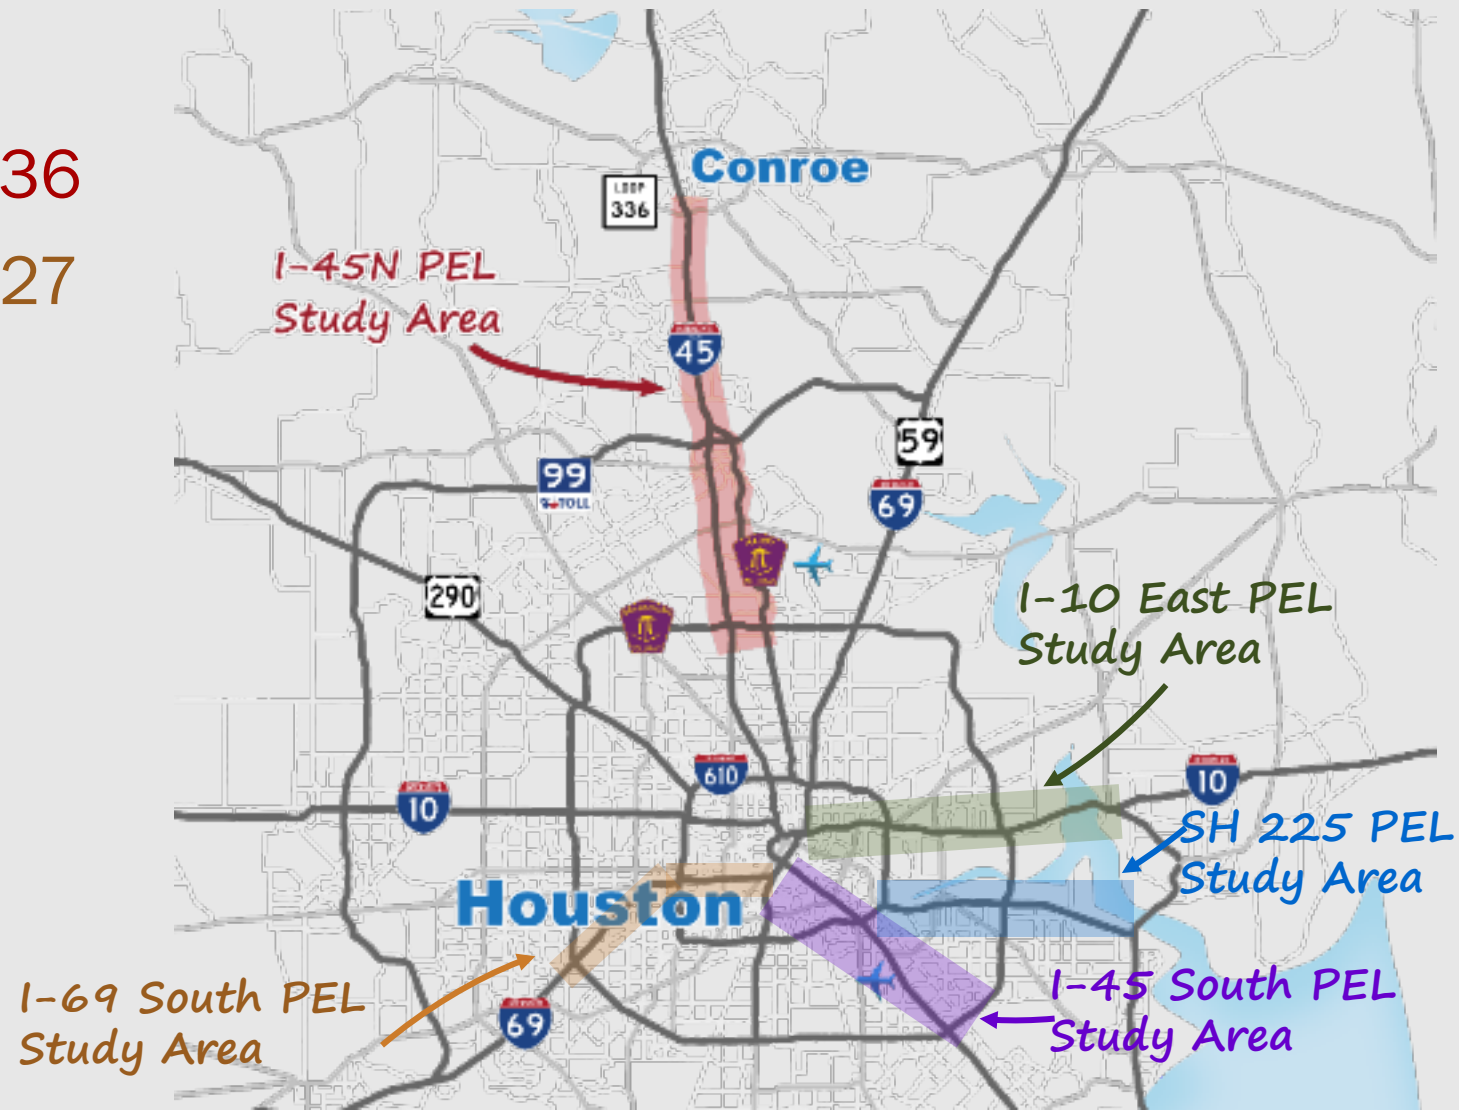 36
27
Conroe
LOOP
336
I-45N PEL
Study Area
45
59
99
TOLL
69
290
I-10 East PEL
Study Area
610
10
10
SH 225 PEL
Study Area
Houston
I-69 South PEL
Study Area
69
I-45 South PEL
Study Area